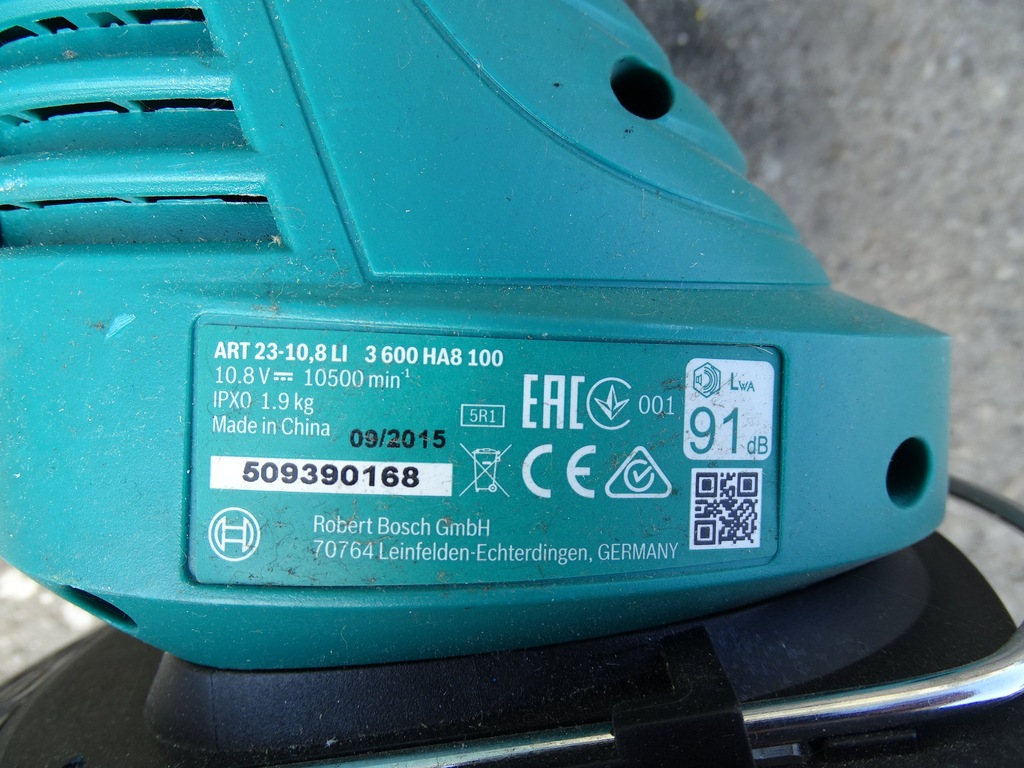 ART 23-10,8 LI 3 600 HA8 100
10.8 V 10500 min⁻¹
IPX0 1.9 kg
Made in China 09/2015
5R1
EAC 001
LWA
91 dB
509390168
CE
Robert Bosch GmbH
70764 Leinfelden-Echterdingen, GERMANY